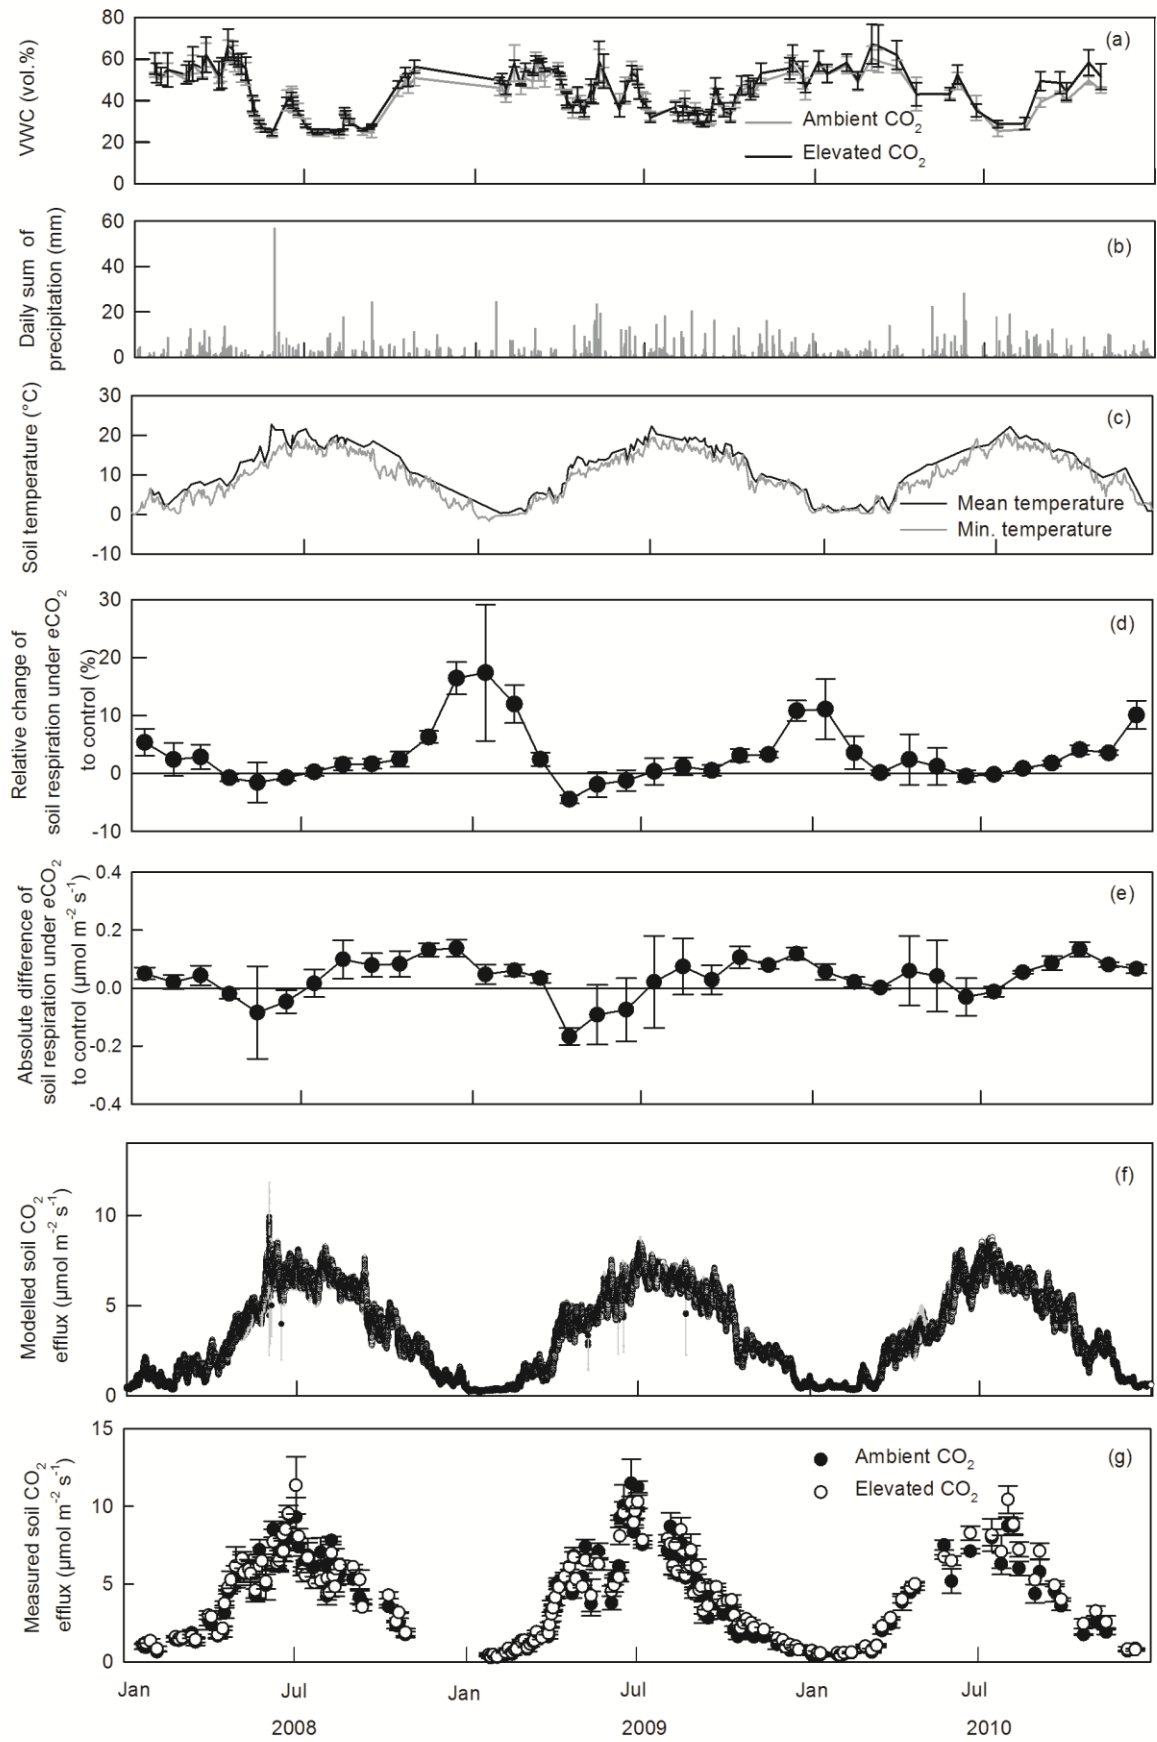 (a)
VWC (vol.%)
80
60
40
20
0
Ambient CO₂
Elevated CO₂
(b)
Daily sum of
precipitation (mm)
60
40
20
0
(c)
Soil temperature (°C)
30
20
10
0
-10
Mean temperature
Min. temperature
(d)
Relative change of
soil respiration under eCO₂
to control (%)
30
20
10
0
-10
(e)
Absolute difference of
soil respiration under eCO₂
to control (µmol m⁻² s⁻¹)
0.4
0.2
0.0
-0.2
-0.4
(f)
Modelled soil CO₂
efflux (µmol m⁻² s⁻¹)
10
5
0
(g)
Measured soil CO₂
efflux (µmol m⁻² s⁻¹)
15
10
5
0
Ambient CO₂
Elevated CO₂
Jan Jul Jan Jul Jan Jul
2008 2009 2010